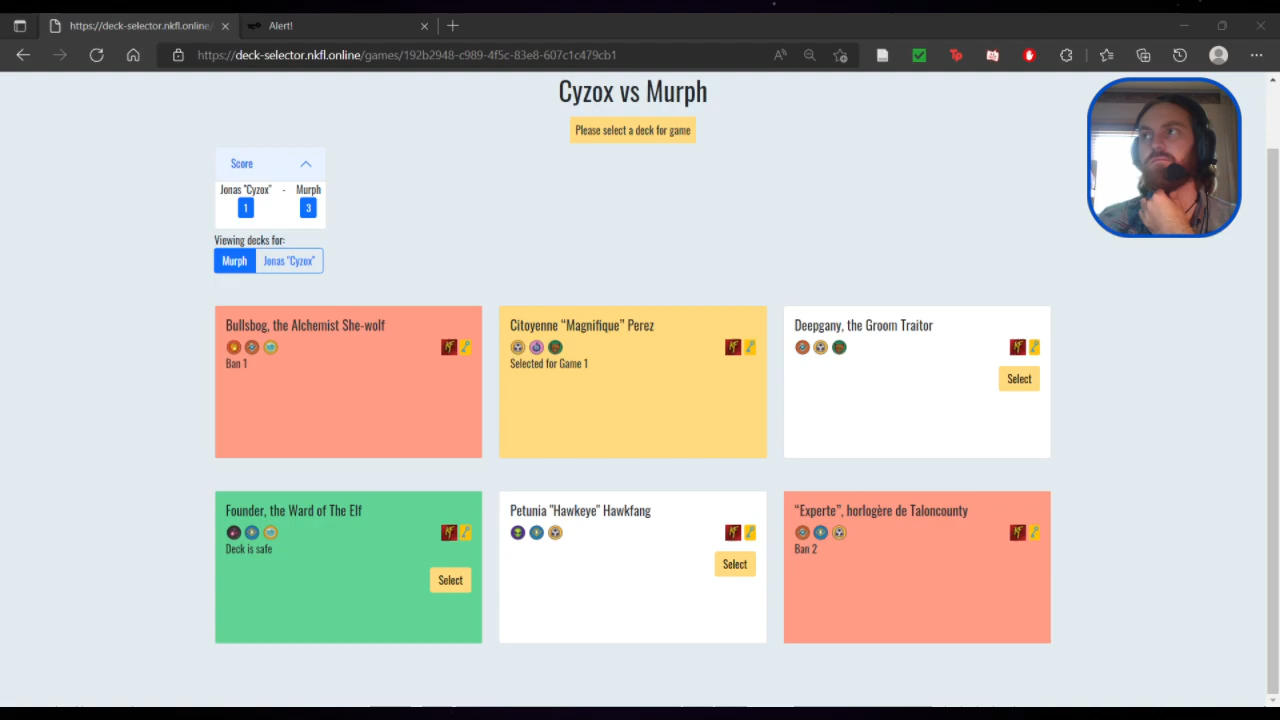 https://deck-selector.nkfl.online/
Alert!
https://deck-selector.nkfl.online/games/192b2948-c989-4f5c-83e8-607c1c479cb1
Cyzox vs Murph
Please select a deck for game
Score
Jonas "Cyzox" - Murph
1 3
Viewing decks for:
Murph Jonas "Cyzox"
Bullsbog, the Alchemist She-wolf
Ban 1
Citoyenne “Magnifique” Perez
Selected for Game 1
Deepgany, the Groom Traitor
Select
Founder, the Ward of The Elf
Deck is safe
Select
Petunia "Hawkeye" Hawkfang
Select
“Experte”, horlogère de Taloncounty
Ban 2